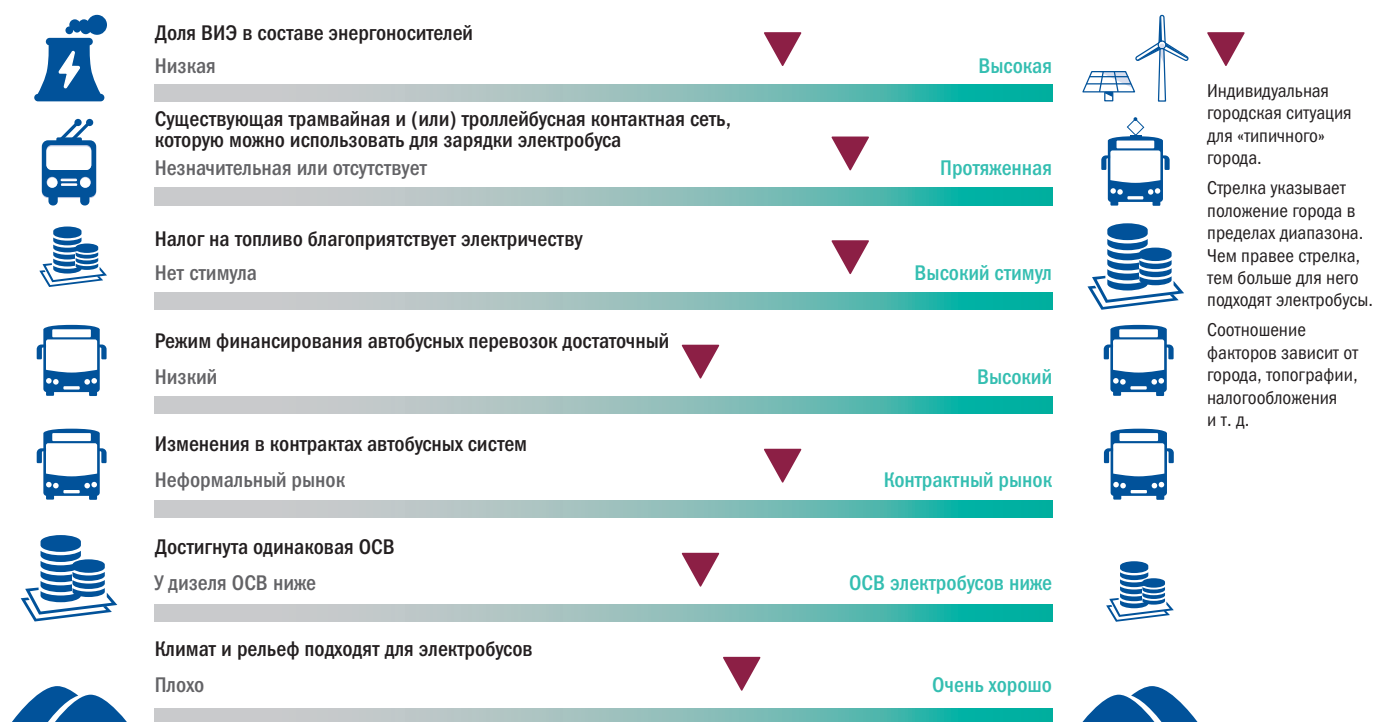 Доля ВИЭ в составе энергоносителей
Низкая
Высокая
Существующая трамвайная и (или) троллейбусная контактная сеть,
которую можно использовать для зарядки электробуса
Незначительная или отсутствует
Протяженная
Налог на топливо благоприятствует электричеству
Нет стимула
Высокий стимул
Режим финансирования автобусных перевозок достаточный
Низкий
Высокий
Изменения в контрактах автобусных систем
Неформальный рынок
Контрактный рынок
Достигнута одинаковая ОСВ
У дизеля ОСВ ниже
ОСВ электробусов ниже
Климат и рельеф подходят для электробусов
Плохо
Очень хорошо
Индивидуальная
городская ситуация
для «типичного»
города.
Стрелка указывает
положение города в
пределах диапазона.
Чем правее стрелка,
тем больше для него
подходят электробусы.
Соотношение
факторов зависит от
города, топографии,
налогообложения
и т. д.